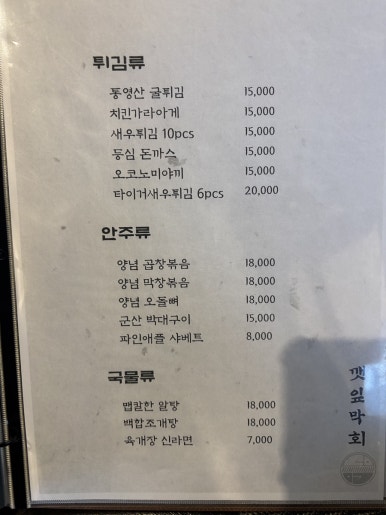 튀김류
통영산 굴튀김 15,000
치킨가라아게 15,000
새우튀김 10pcs 15,000
등심 돈까스 15,000
오코노미야끼 15,000
타이거새우튀김 6pcs 20,000
안주류
양념 곱창볶음 18,000
양념 막창볶음 18,000
양념 오돌뼈 18,000
군산 박대구이 15,000
파인애플 샤베트 8,000
국물류
맵칼한 알탕 18,000
백합조개탕 18,000
육개장 신라면 7,000
깻잎막회